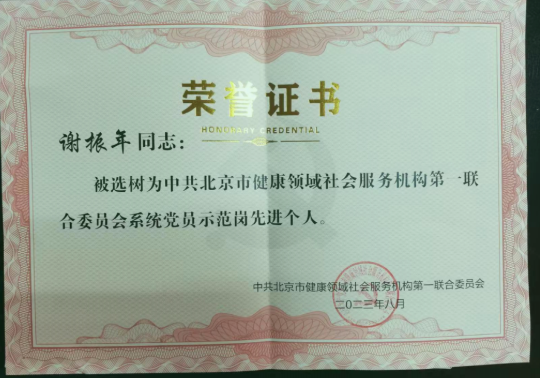 荣誉证书
HONORARY CREDENTIAL
谢振年同志：
被选树为中共北京市健康领域社会服务机构第一联
合委员会系统党员示范岗先进个人。
中共北京市健康领域社会服务机构第一联合委员会
二〇二三年八月